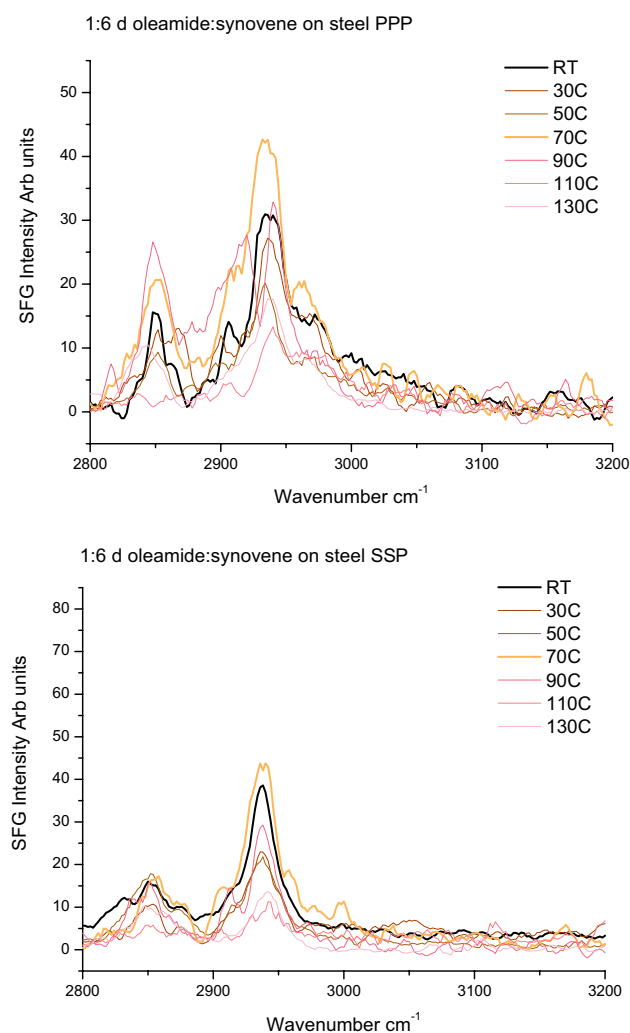 1:6 d oleamide:synovene on steel PPP
RT
30C
50C
70C
90C
110C
130C
50
40
30
20
10
0
SFG Intensity Arb units
2800 2900 3000 3100 3200
Wavenumber cm-1
1:6 d oleamide:synovene on steel SSP
RT
30C
50C
70C
90C
110C
130C
80
70
60
50
40
30
20
10
0
SFG Intensity Arb units
2800 2900 3000 3100 3200
Wavenumber cm-1